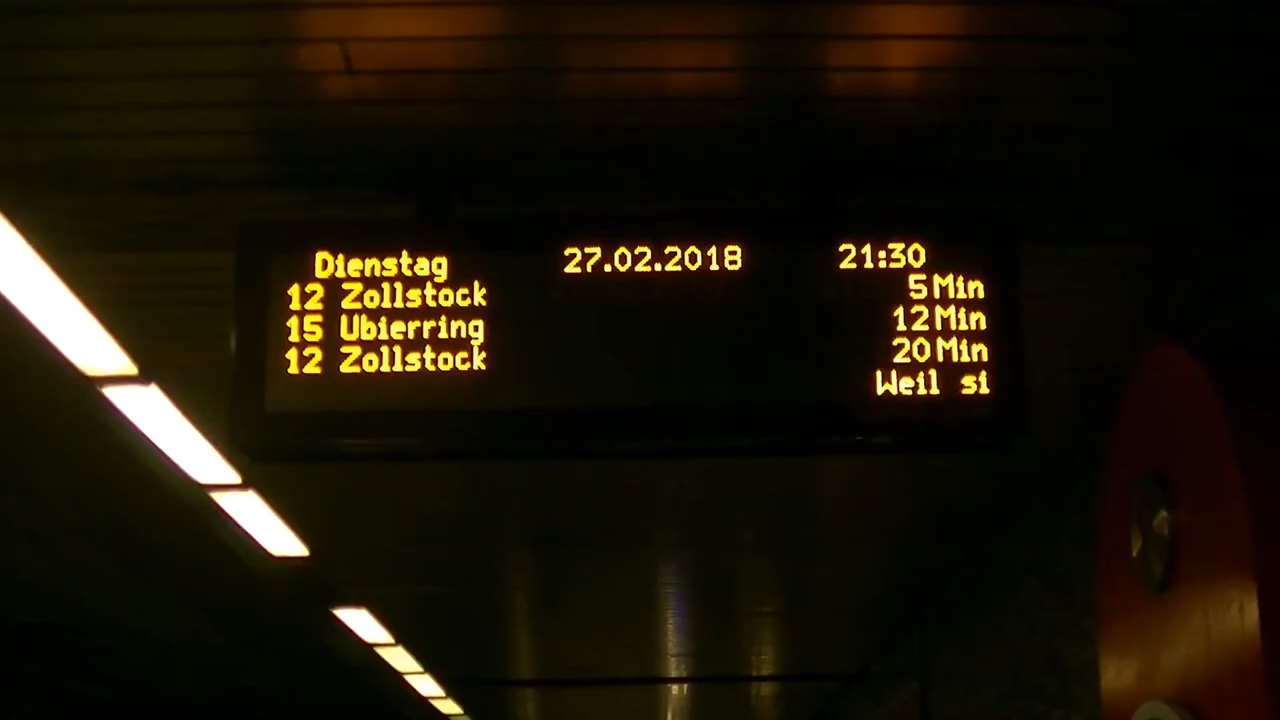 Dienstag 27.02.2018 21:30
12 Zollstock 5 Min
15 Ubierring 12 Min
12 Zollstock 20 Min
Weil si